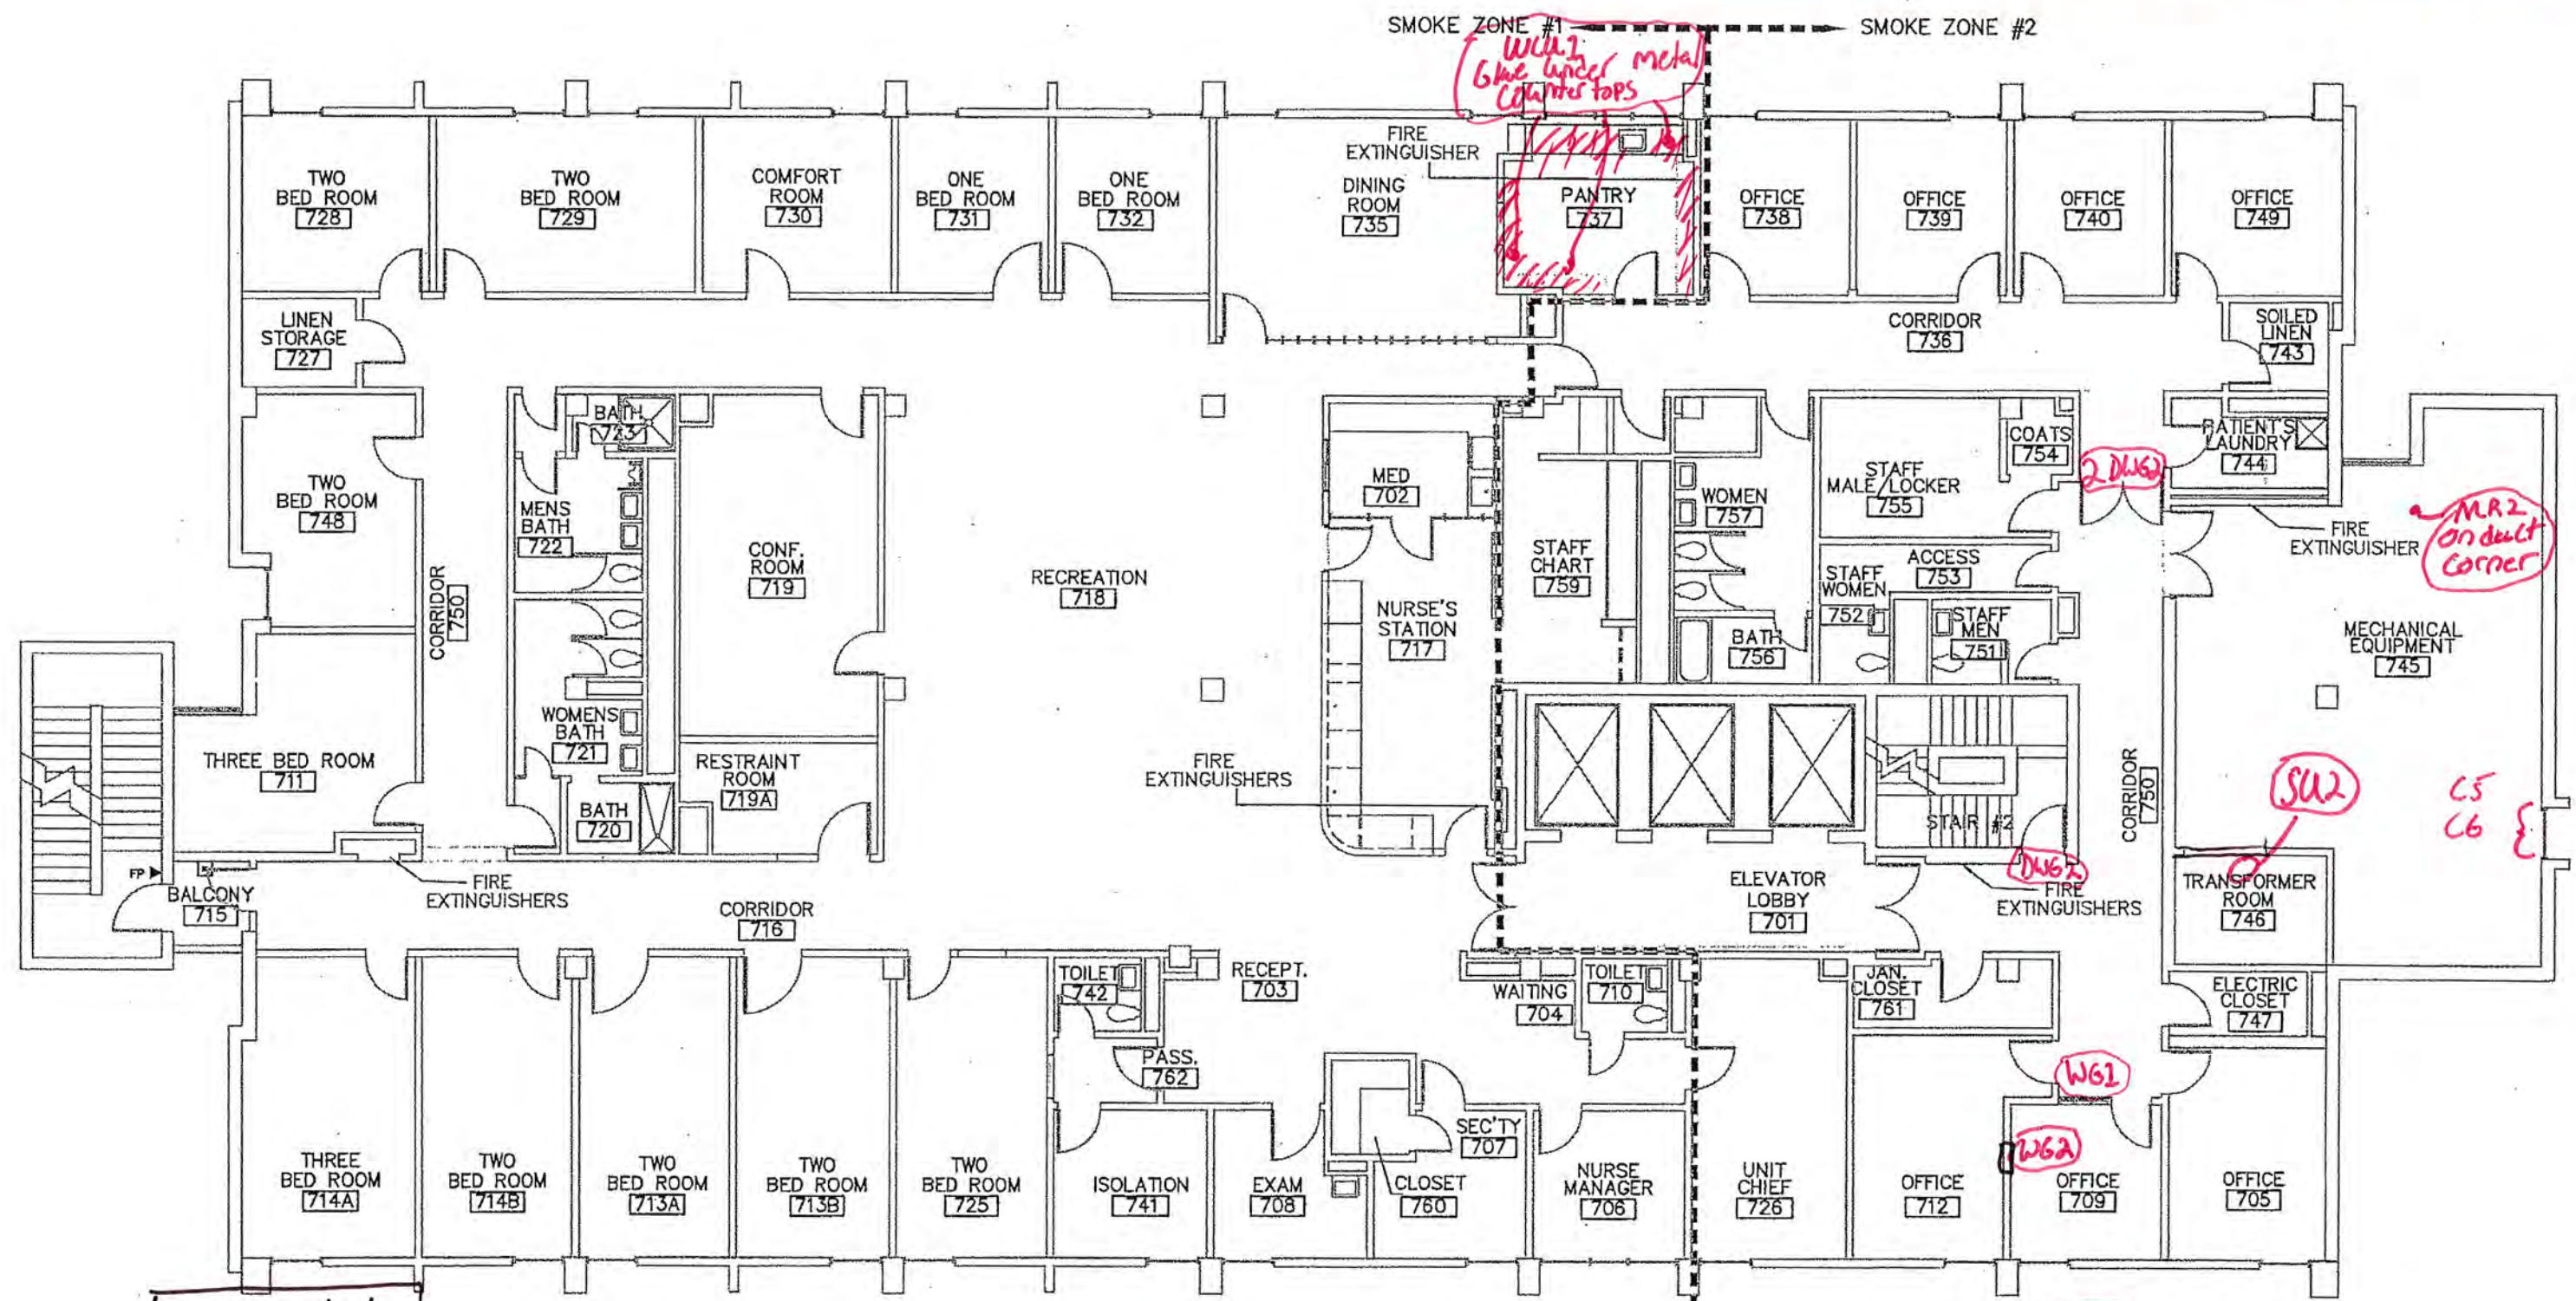 SMOKE ZONE #1
SMOKE ZONE #2
Glue under metal
Counter tops
FIRE
EXTINGUISHER
TWO
BED ROOM
728
TWO
BED ROOM
729
COMFORT
ROOM
730
ONE
BED ROOM
731
ONE
BED ROOM
732
DINING
ROOM
735
PANTRY
737
OFFICE
738
OFFICE
739
OFFICE
740
OFFICE
749
LINEN
STORAGE
727
CORRIDOR
736
SOILED
LINEN
743
BATH
723
TWO
BED ROOM
748
MENS
BATH
722
CONF.
ROOM
719
RECREATION
718
MED
702
STAFF
CHART
759
WOMEN
757
STAFF
MALE/LOCKER
755
COATS
754
2 DWG2
PATIENT'S
LAUNDRY
744
FIRE
EXTINGUISHER
MR2
on duct
corner
CORRIDOR
750
NURSE'S
STATION
717
BATH
756
ACCESS
753
STAFF
WOMEN
752
STAFF
MEN
751
MECHANICAL
EQUIPMENT
745
THREE BED ROOM
711
WOMENS
BATH
721
RESTRAINT
ROOM
719A
BATH
720
FIRE
EXTINGUISHERS
STAIR #2
CORRIDOR
750
SU2
C5
C6
FP
BALCONY
715
FIRE
EXTINGUISHERS
CORRIDOR
716
ELEVATOR
LOBBY
701
DWG2
FIRE
EXTINGUISHERS
TRANSFORMER
ROOM
746
TOILET
742
RECEPT.
703
WAITING
704
TOILET
710
JAN.
CLOSET
761
ELECTRIC
CLOSET
747
PASS.
762
WG1
WG2
THREE
BED ROOM
714A
TWO
BED ROOM
714B
TWO
BED ROOM
713A
TWO
BED ROOM
713B
TWO
BED ROOM
725
ISOLATION
741
EXAM
708
CLOSET
760
SEC'TY
707
NURSE
MANAGER
706
UNIT
CHIEF
726
OFFICE
712
OFFICE
709
OFFICE
705